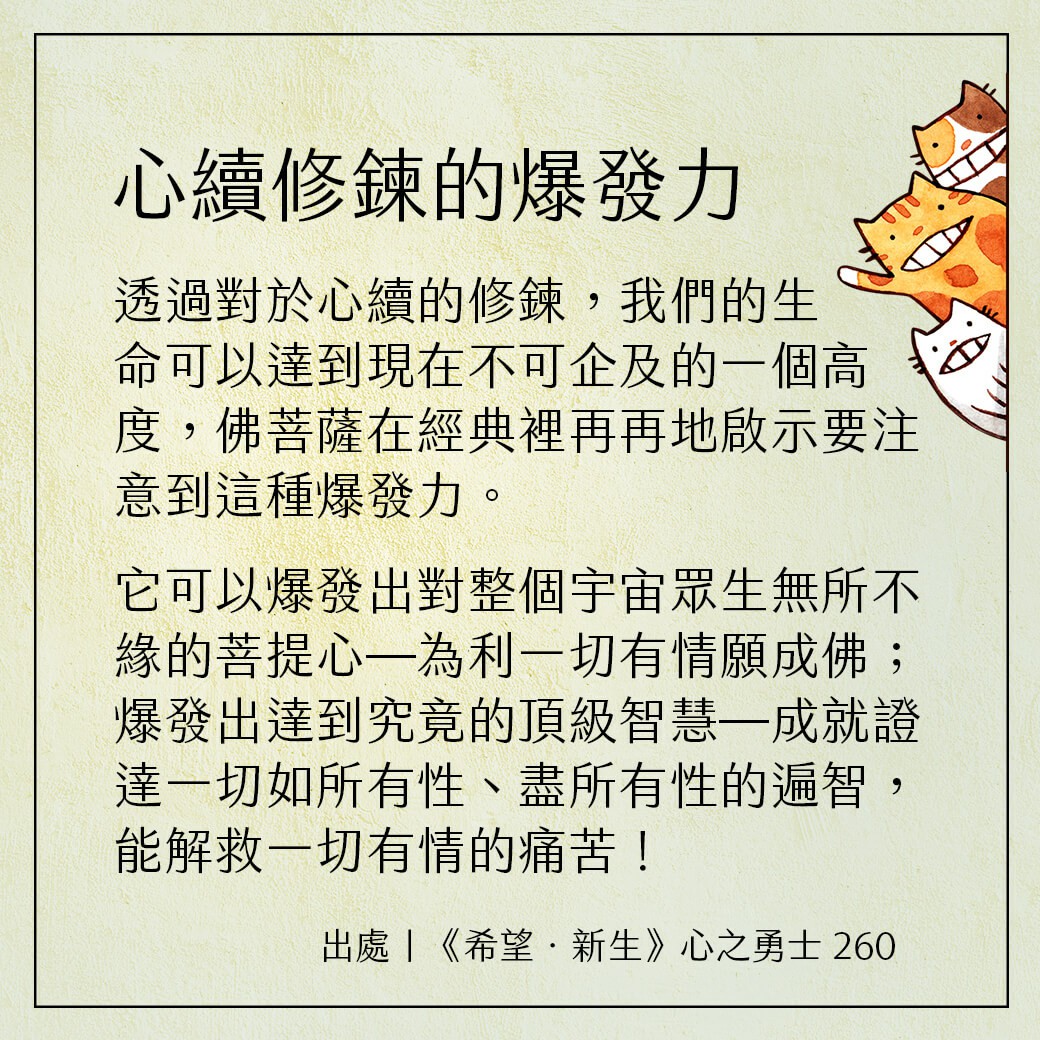 心續修鍊的爆發力
透過對於心續的修鍊，我們的生
命可以達到現在不可企及的一個高
度，佛菩薩在經典裡再再地啟示要注
意到這種爆發力。
它可以爆發出對整個宇宙眾生無所不
緣的菩提心—為利一切有情願成佛；
爆發出達到究竟的頂級智慧—成就證
達一切如所有性、盡所有性的遍智，
能解救一切有情的痛苦！
出處|《希望．新生》心之勇士 260